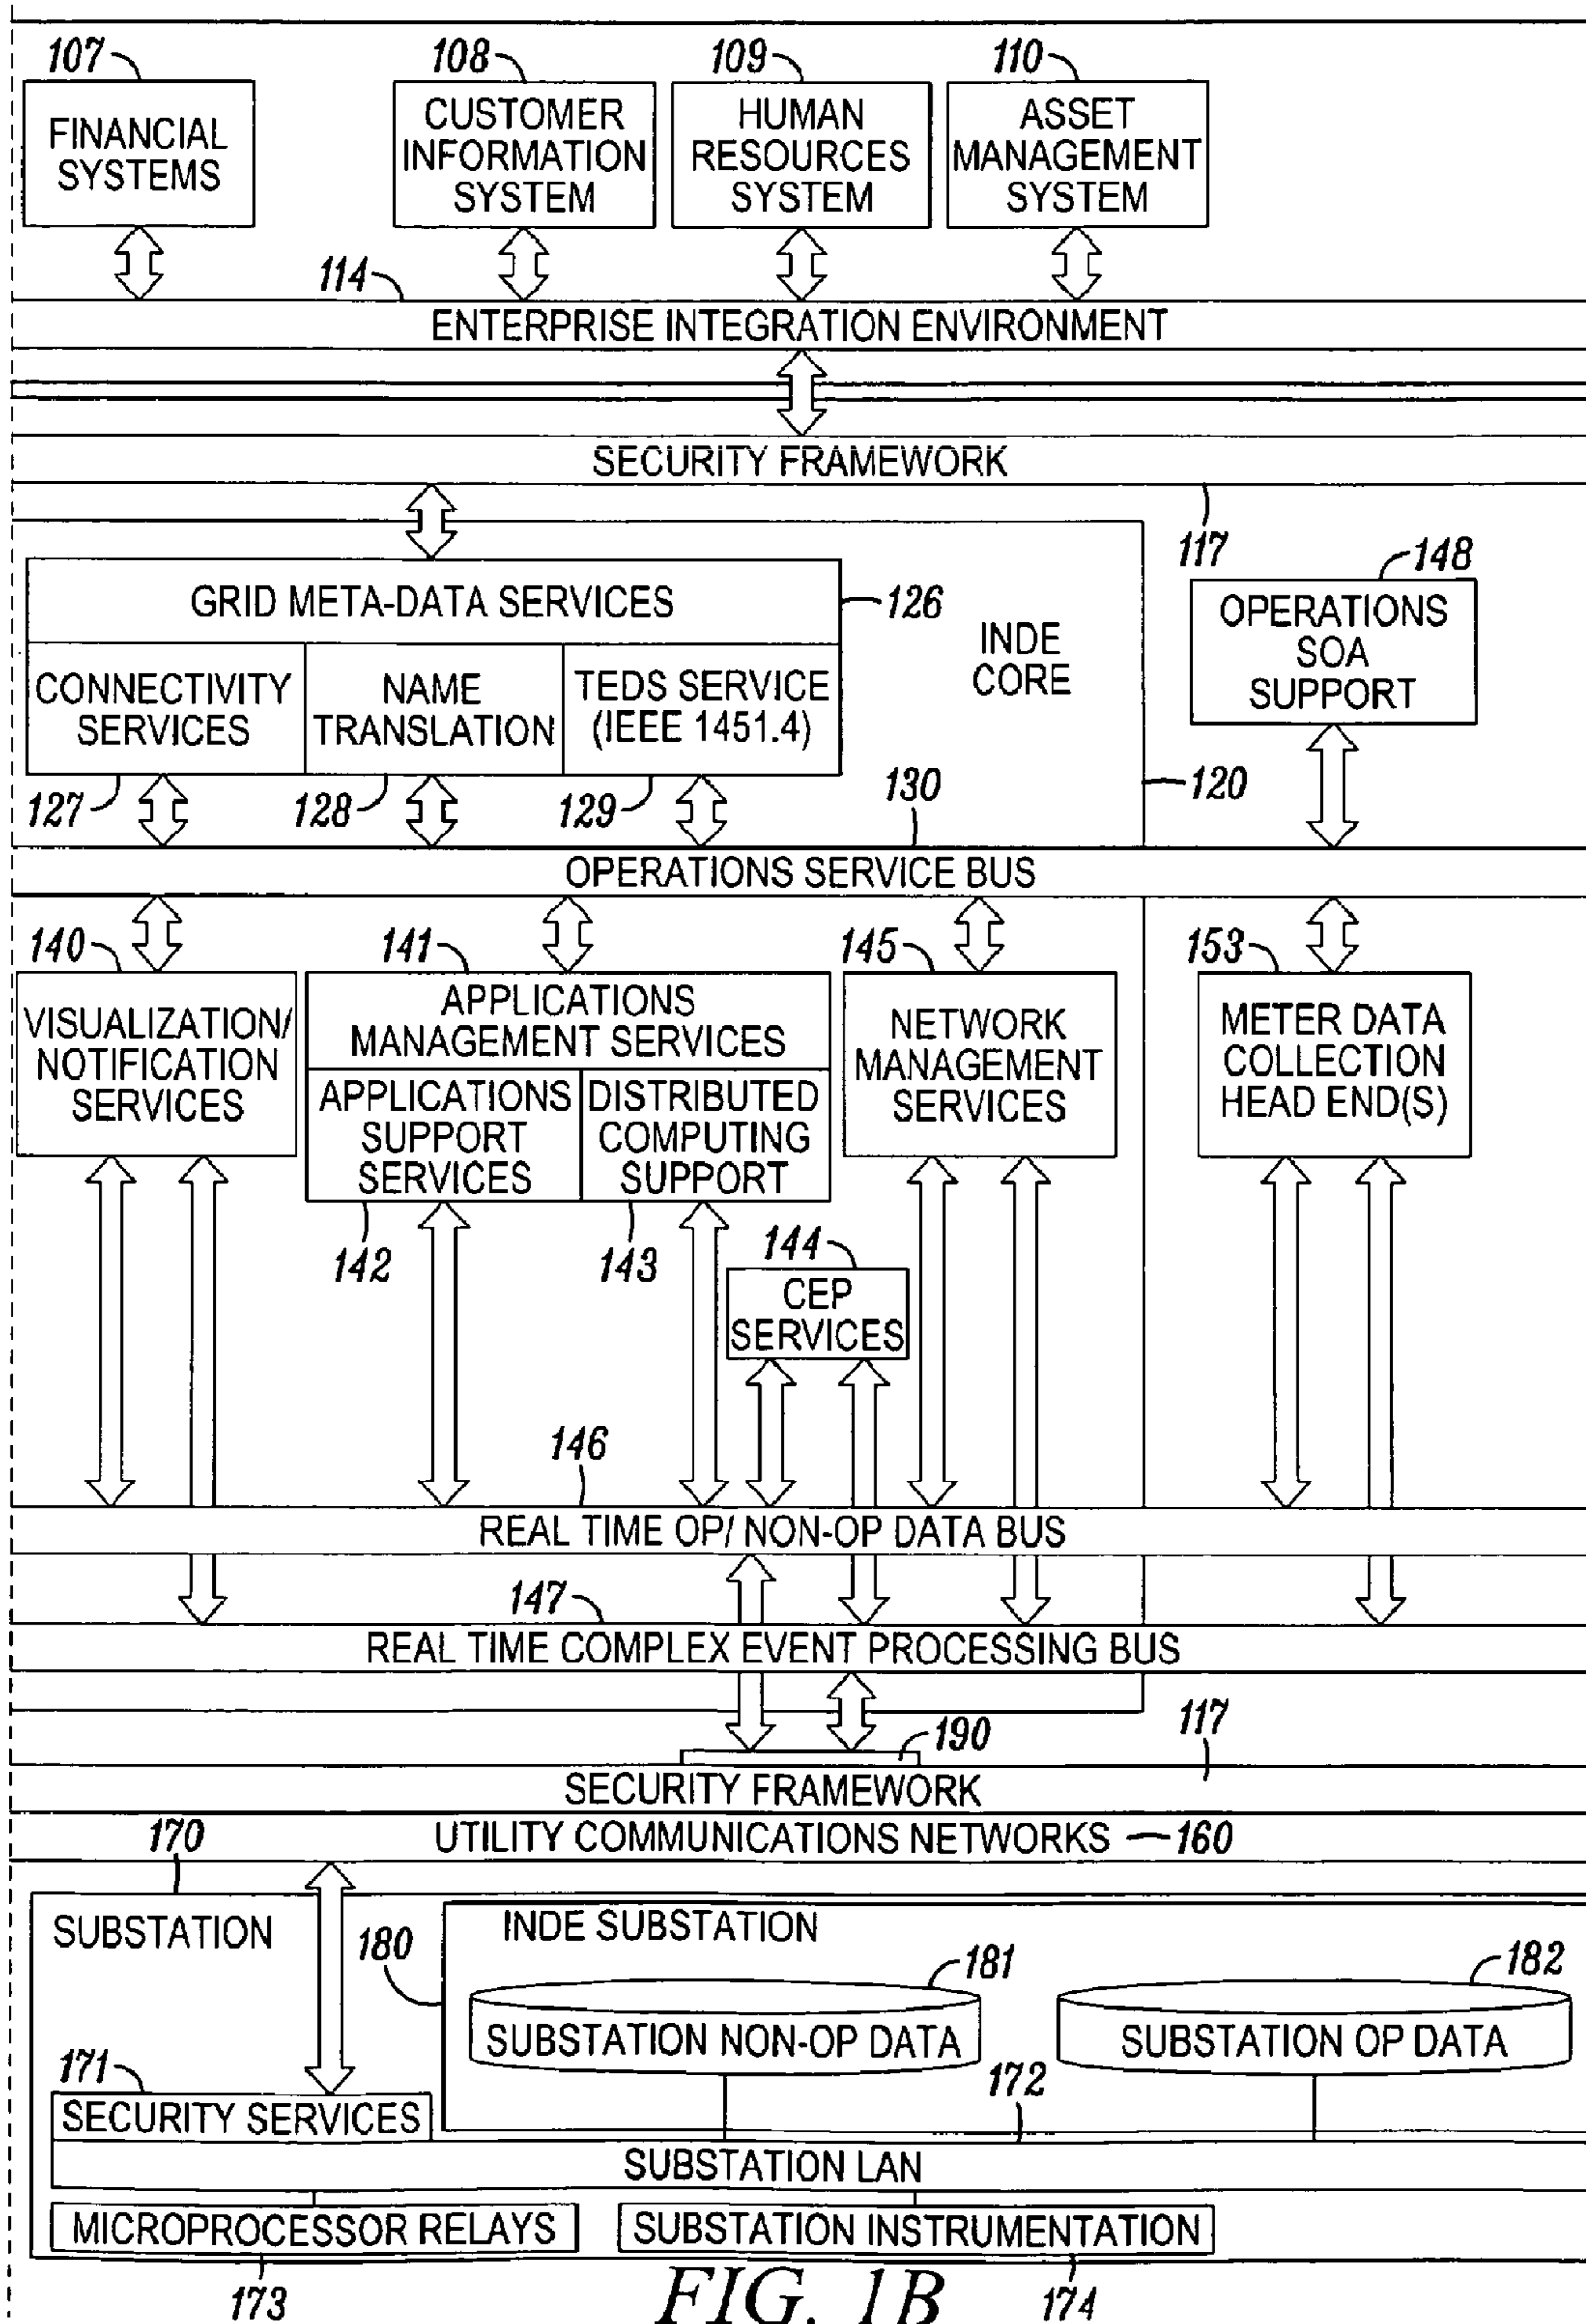 107
108
109
110
FINANCIAL
SYSTEMS
CUSTOMER
INFORMATION
SYSTEM
HUMAN
RESOURCES
SYSTEM
ASSET
MANAGEMENT
SYSTEM
114
ENTERPRISE INTEGRATION ENVIRONMENT
SECURITY FRAMEWORK
117
148
GRID META-DATA SERVICES
126
INDE
CORE
OPERATIONS
SOA
SUPPORT
CONNECTIVITY
SERVICES
NAME
TRANSLATION
TEDS SERVICE
(IEEE 1451.4)
127
128
129
130
120
OPERATIONS SERVICE BUS
140
141
145
153
VISUALIZATION/
NOTIFICATION
SERVICES
APPLICATIONS
MANAGEMENT SERVICES
APPLICATIONS
SUPPORT
SERVICES
DISTRIBUTED
COMPUTING
SUPPORT
NETWORK
MANAGEMENT
SERVICES
METER DATA
COLLECTION
HEAD END(S)
142
143
144
CEP
SERVICES
146
REAL TIME OP/ NON-OP DATA BUS
147
REAL TIME COMPLEX EVENT PROCESSING BUS
190
117
SECURITY FRAMEWORK
170
UTILITY COMMUNICATIONS NETWORKS
160
SUBSTATION
180
INDE SUBSTATION
181
182
SUBSTATION NON-OP DATA
SUBSTATION OP DATA
171
172
SECURITY SERVICES
SUBSTATION LAN
MICROPROCESSOR RELAYS
SUBSTATION INSTRUMENTATION
173
174
FIG. 1B